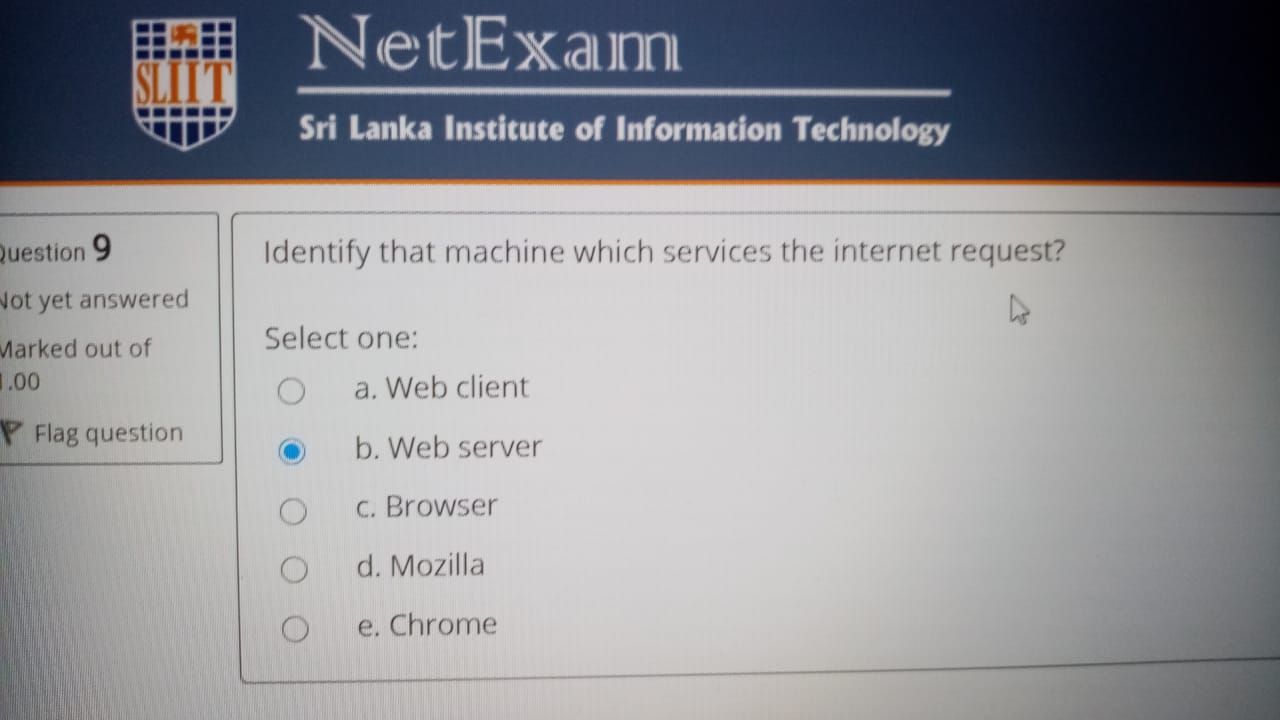 SLIIT
NetExam
Sri Lanka Institute of Information Technology
Question 9
Not yet answered
Marked out of
1.00
Flag question
Identify that machine which services the internet request?
Select one:
a. Web client
b. Web server
c. Browser
d. Mozilla
e. Chrome